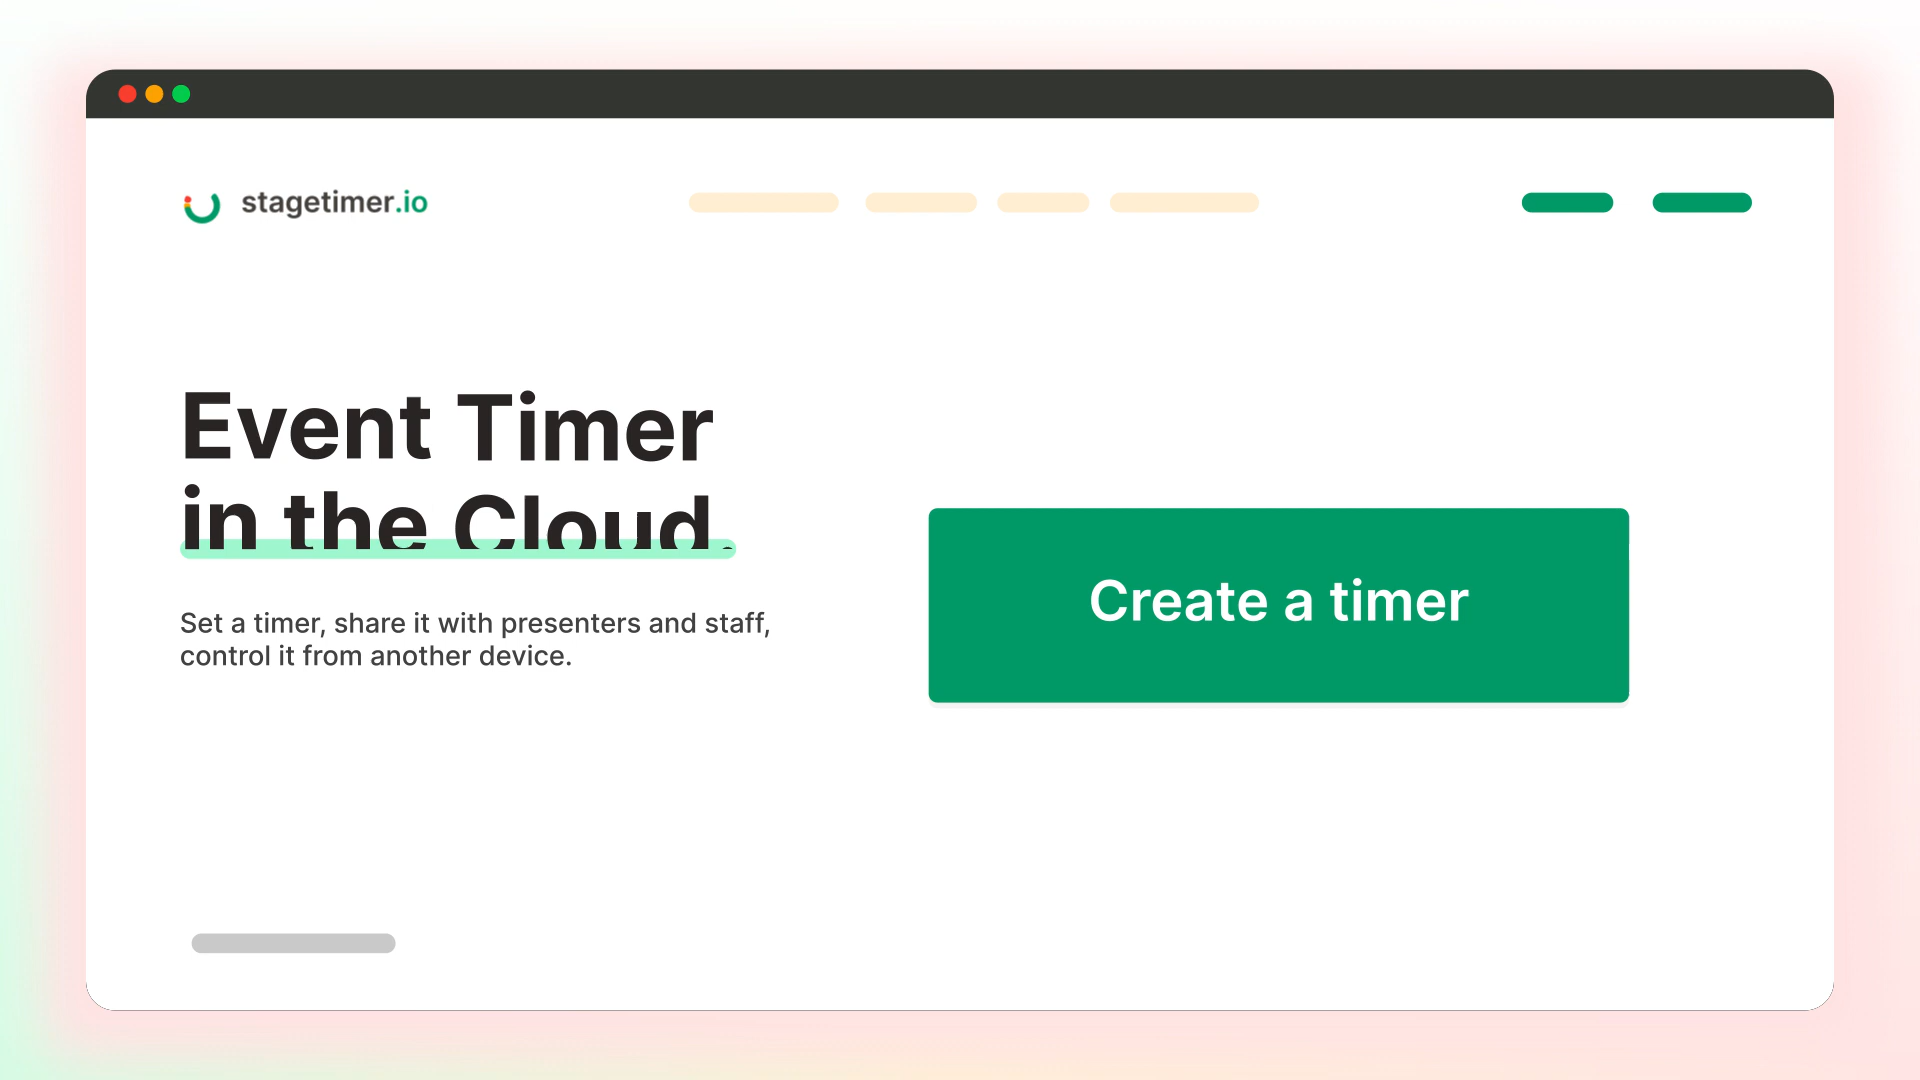 stagetimer.io
Event Timer
in the Cloud.
Set a timer, share it with presenters and staff,
control it from another device.
Create a timer